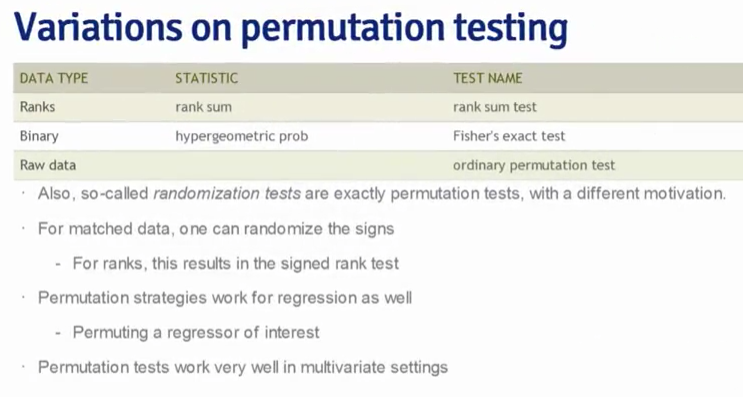 Variations on permutation testing
DATA TYPE STATISTIC TEST NAME
Ranks rank sum rank sum test
Binary hypergeometric prob Fisher's exact test
Raw data ordinary permutation test
· Also, so-called randomization tests are exactly permutation tests, with a different motivation.
· For matched data, one can randomize the signs
- For ranks, this results in the signed rank test
· Permutation strategies work for regression as well
- Permuting a regressor of interest
· Permutation tests work very well in multivariate settings